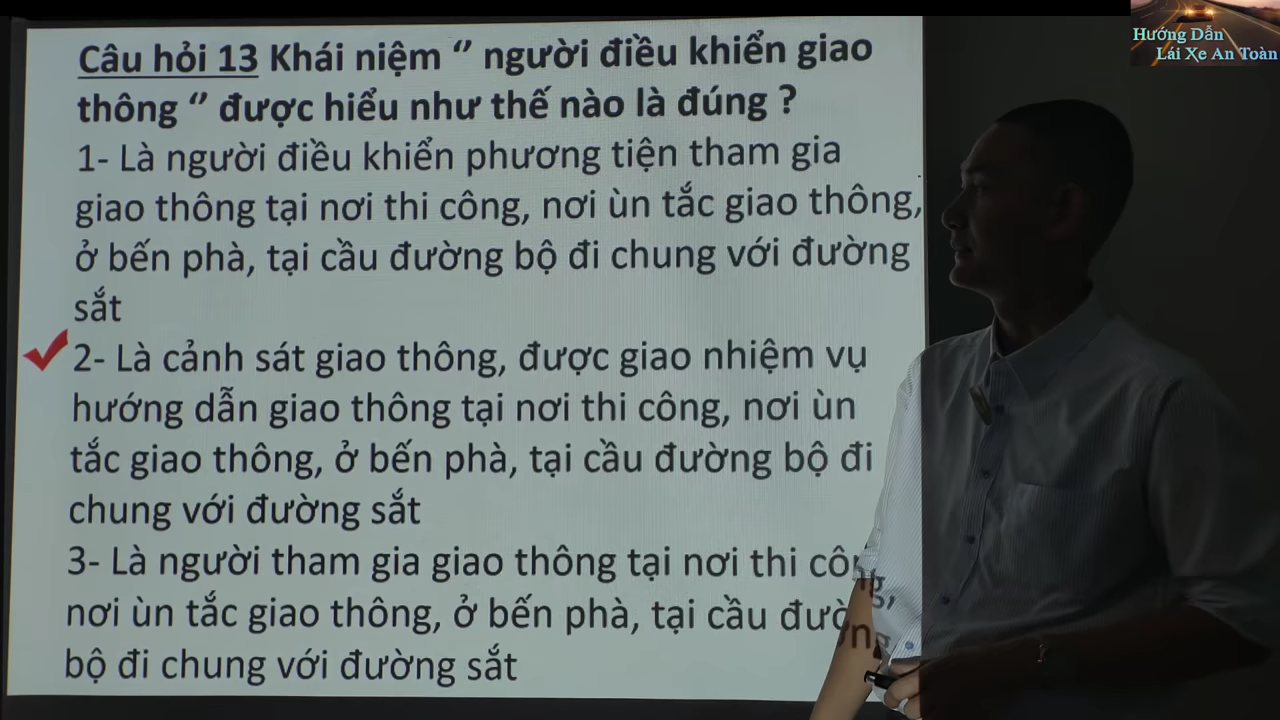 Hướng Dẫn
Lái Xe An Toàn
Câu hỏi 13 Khái niệm “ người điều khiển giao
thông “ được hiểu như thế nào là đúng ?
1- Là người điều khiển phương tiện tham gia
giao thông tại nơi thi công, nơi ùn tắc giao thông,
ở bến phà, tại cầu đường bộ đi chung với đường
sắt
2- Là cảnh sát giao thông, được giao nhiệm vụ
hướng dẫn giao thông tại nơi thi công, nơi ùn
tắc giao thông, ở bến phà, tại cầu đường bộ đi
chung với đường sắt
3- Là người tham gia giao thông tại nơi thi công,
nơi ùn tắc giao thông, ở bến phà, tại cầu đường
bộ đi chung với đường sắt